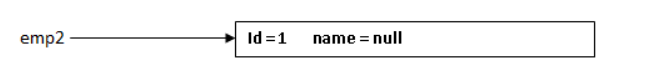 emp2 Id =1 name = null